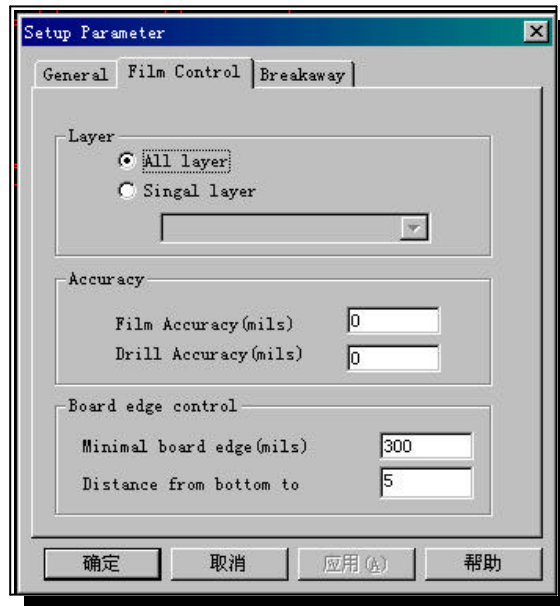 Setup Parameter
General Film Control Breakaway
Layer
All layer
Singal layer
Accuracy
Film Accuracy(mils) 0
Drill Accuracy(mils) 0
Board edge control
Minimal board edge(mils) 300
Distance from bottom to 5
确定 取消 应用(A) 帮助